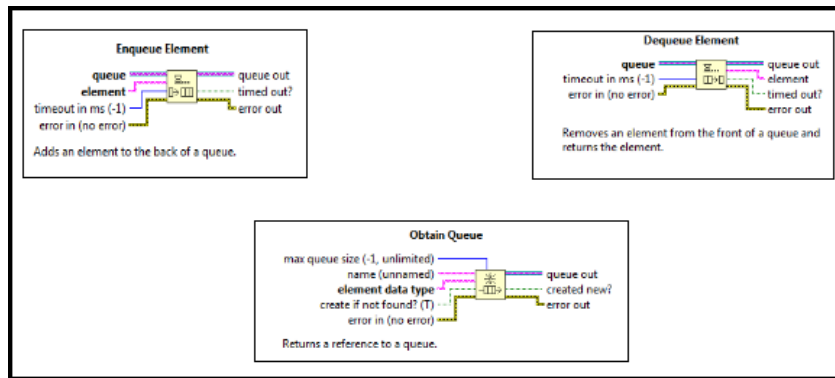 Enqueue Element
queue
queue out
element
timed out?
timeout in ms (-1)
error in (no error)
error out
Adds an element to the back of a queue.
Dequeue Element
queue
queue out
timeout in ms (-1)
element
error in (no error)
timed out?
error out
Removes an element from the front of a queue and
returns the element.
Obtain Queue
max queue size (-1, unlimited)
name (unnamed)
queue out
element data type
created new?
create if not found? (T)
error out
error in (no error)
Returns a reference to a queue.